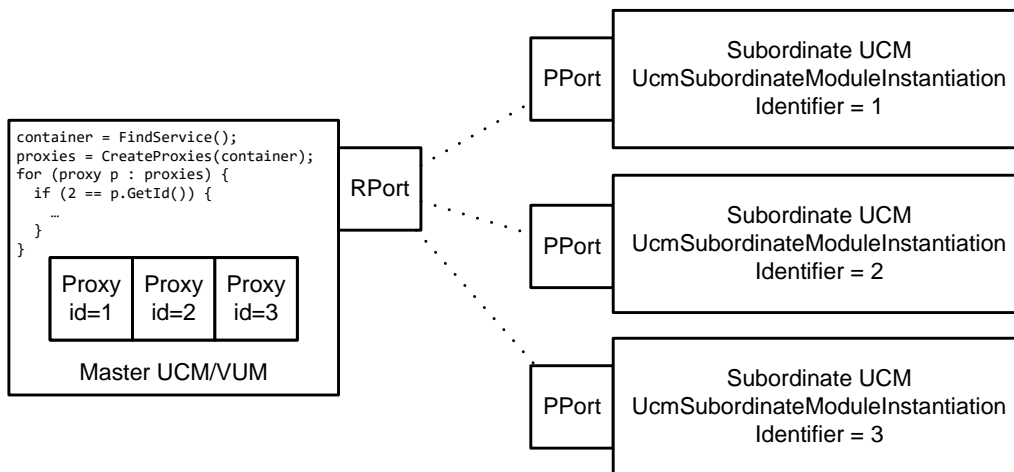 container = FindService();
proxies = CreateProxies(container);
for (proxy p : proxies) {
  if (2 == p.GetId()) {
    …
  }
}
Proxy
id=1
Proxy
id=2
Proxy
id=3
Master UCM/VUM
RPort
PPort
Subordinate UCM
UcmSubordinateModuleInstantiation
Identifier = 1
PPort
Subordinate UCM
UcmSubordinateModuleInstantiation
Identifier = 2
PPort
Subordinate UCM
UcmSubordinateModuleInstantiation
Identifier = 3